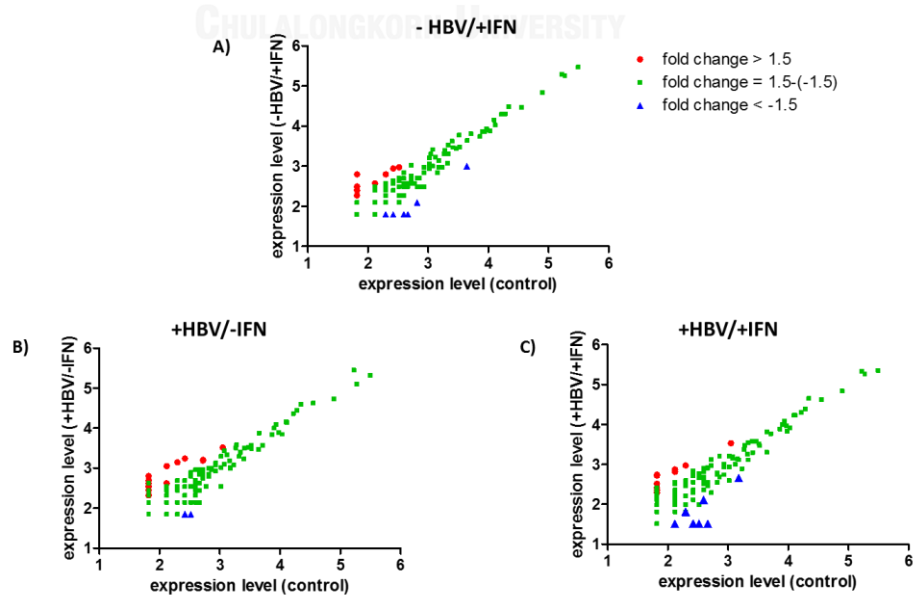 CHULALONGKORN UNIVERSITY
- HBV/+IFN
A)
fold change > 1.5
fold change = 1.5-(-1.5)
fold change < -1.5
expression level (-HBV/+IFN)
6
5
4
3
2
1
1 2 3 4 5 6
expression level (control)
+HBV/-IFN
B)
expression level (+HBV/-IFN)
6
5
4
3
2
1
1 2 3 4 5 6
expression level (control)
+HBV/+IFN
C)
expression level (+HBV/+IFN)
6
5
4
3
2
1
1 2 3 4 5 6
expression level (control)